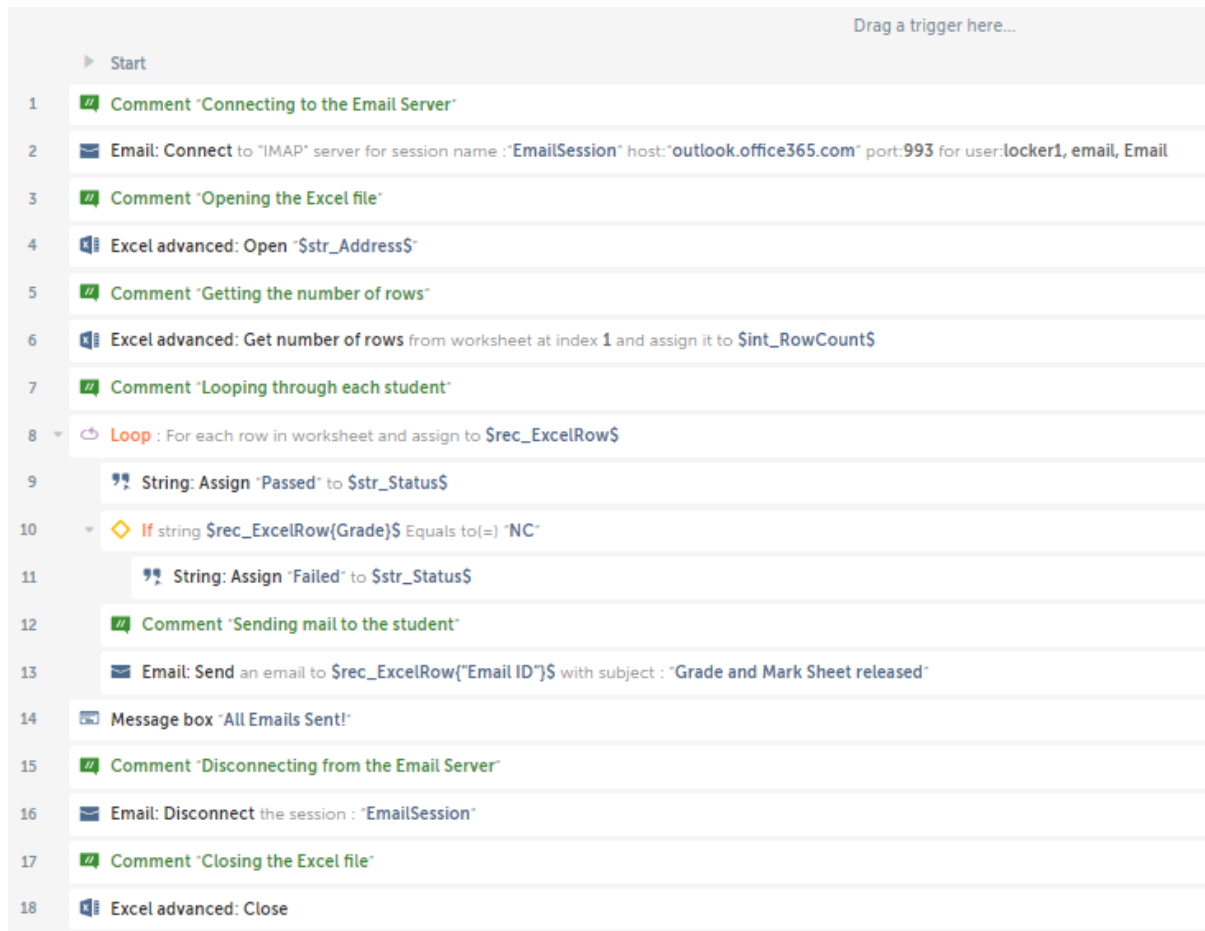 Drag a trigger here...
Start
1 Comment "Connecting to the Email Server"
2 Email: Connect to "IMAP" server for session name :"EmailSession" host:"outlook.office365.com" port:993 for user:locker1, email, Email
3 Comment "Opening the Excel file"
4 Excel advanced: Open "$str_Address$"
5 Comment "Getting the number of rows"
6 Excel advanced: Get number of rows from worksheet at index 1 and assign it to $int_RowCount$
7 Comment "Looping through each student"
8 Loop : For each row in worksheet and assign to $rec_ExcelRow$
9 String: Assign "Passed" to $str_Status$
10 If string $rec_ExcelRow{Grade}$ Equals to(=) "NC"
11 String: Assign "Failed" to $str_Status$
12 Comment "Sending mail to the student"
13 Email: Send an email to $rec_ExcelRow{"Email ID"}$ with subject : "Grade and Mark Sheet released"
14 Message box "All Emails Sent!"
15 Comment "Disconnecting from the Email Server"
16 Email: Disconnect the session : "EmailSession"
17 Comment "Closing the Excel file"
18 Excel advanced: Close